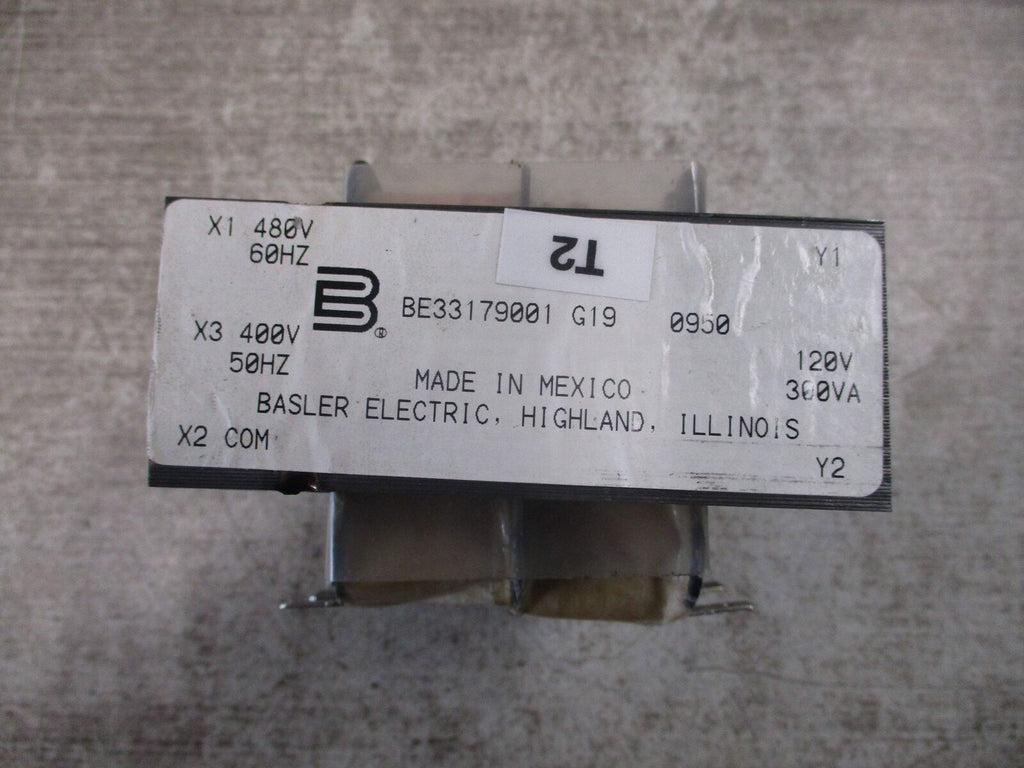 X1 480V
60HZ
T2
Y1
B®
BE33179001 G19 0950
X3 400V
50HZ
120V
300VA
MADE IN MEXICO
BASLER ELECTRIC, HIGHLAND, ILLINOIS
X2 COM
Y2